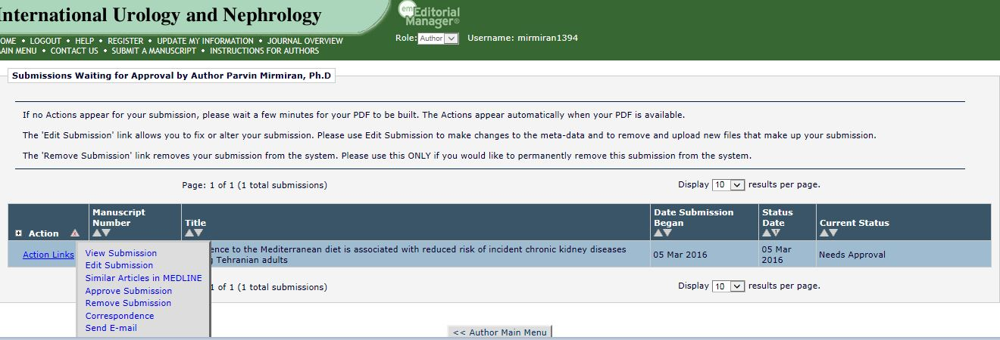 International Urology and Nephrology
em Editorial Manager®
OME • LOGOUT • HELP • REGISTER • UPDATE MY INFORMATION • JOURNAL OVERVIEW
AIN MENU • CONTACT US • SUBMIT A MANUSCRIPT • INSTRUCTIONS FOR AUTHORS
Role: Author Username: mirmiran1394
Submissions Waiting for Approval by Author Parvin Mirmiran, Ph.D
If no Actions appear for your submission, please wait a few minutes for your PDF to be built. The Actions appear automatically when your PDF is available.
The 'Edit Submission' link allows you to fix or alter your submission. Please use Edit Submission to make changes to the meta-data and to remove and upload new files that make up your submission.
The 'Remove Submission' link removes your submission from the system. Please use this ONLY if you would like to permanently remove this submission from the system.
Page: 1 of 1 (1 total submissions) Display 10 results per page.
Action
Manuscript
Number
Title
Date Submission
Began
Status
Date
Current Status
Action Links
ence to the Mediterranean diet is associated with reduced risk of incident chronic kidney diseases
Tehranian adults
05 Mar 2016
05 Mar
2016
Needs Approval
View Submission
Edit Submission
Similar Articles in MEDLINE
Approve Submission
Remove Submission
Correspondence
Send E-mail
1 of 1 (1 total submissions) Display 10 results per page.
<< Author Main Menu